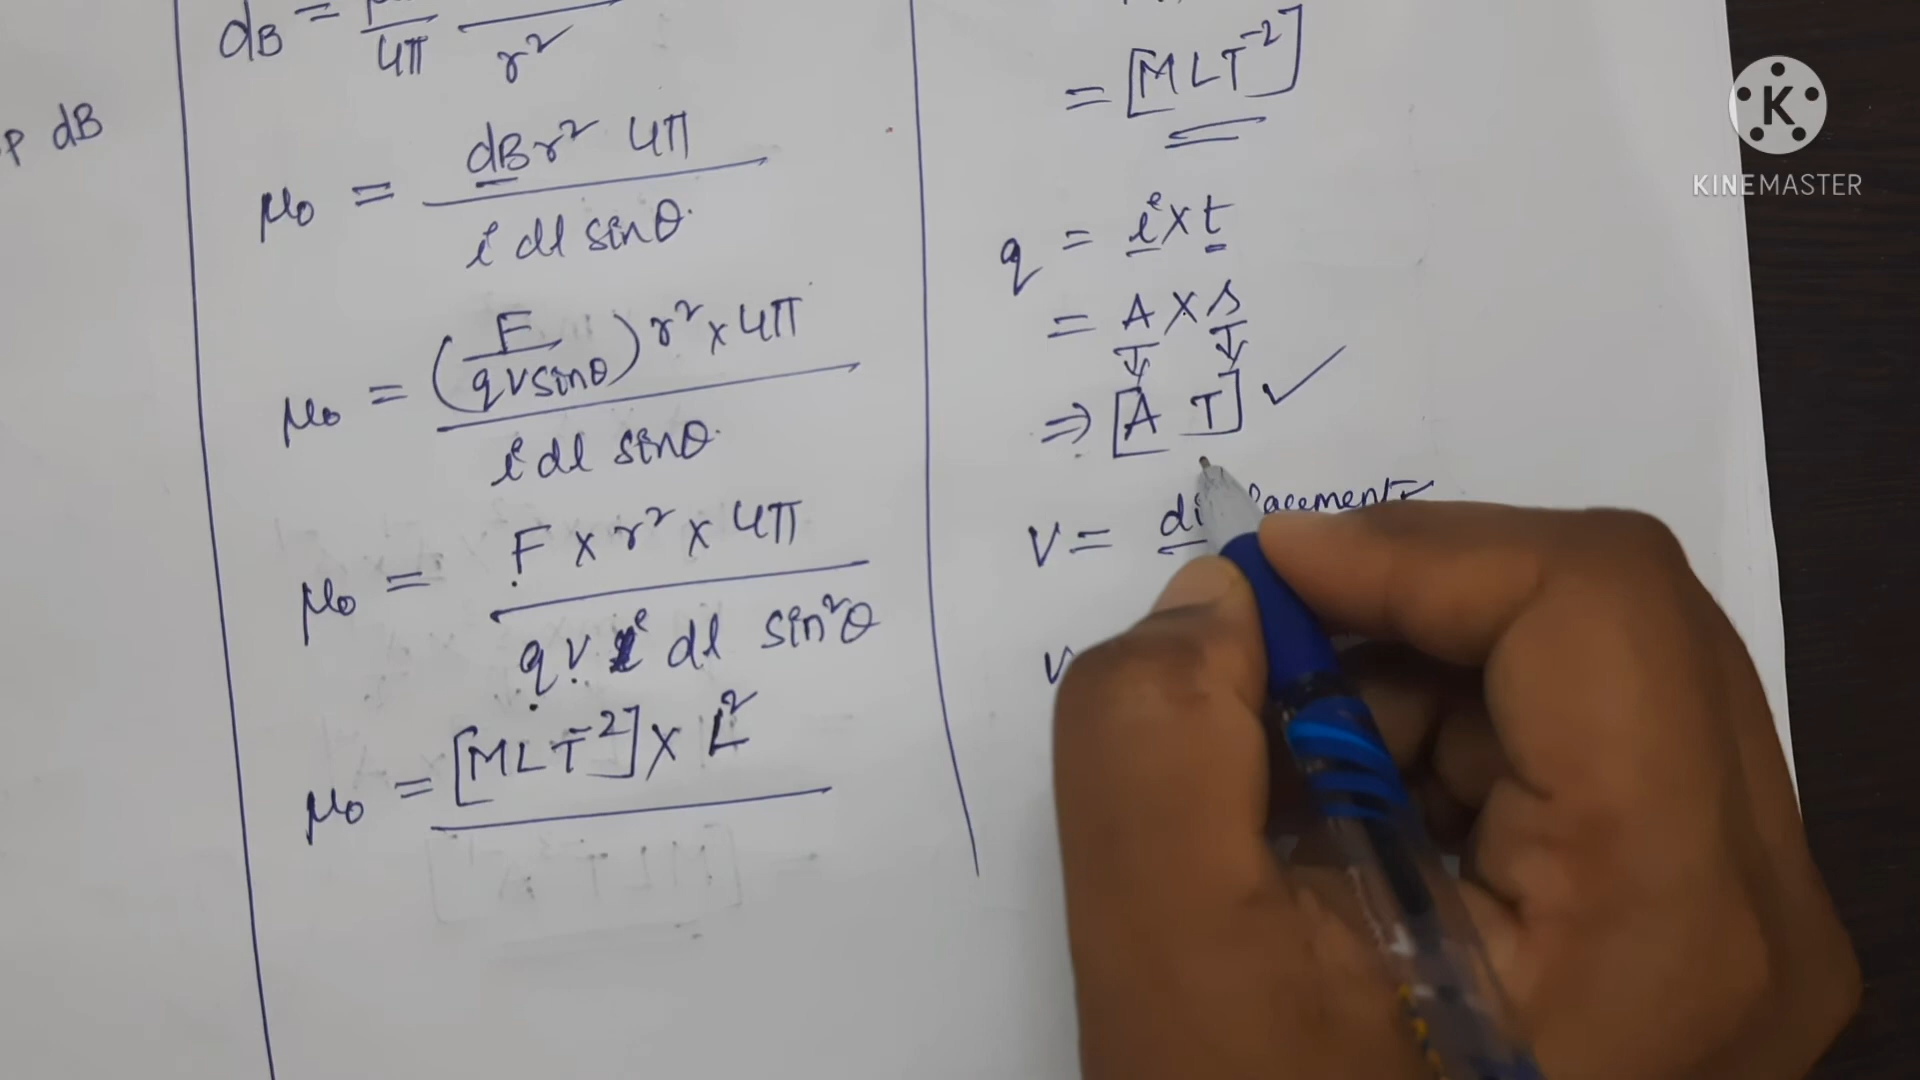 P dB
dB = μ₀/4π /r²
μ₀ = dB r² 4π / i dl sinθ
μ₀ = (F / qv sinθ) r² × 4π / i dl sinθ
μ₀ = F × r² × 4π / q v i dl sin²θ
μ₀ = [MLT⁻²] × L²
= [MLT⁻²]
q = i × t
= A × s
⇒ [A T] ✓
V =
V
K
KINEMASTER